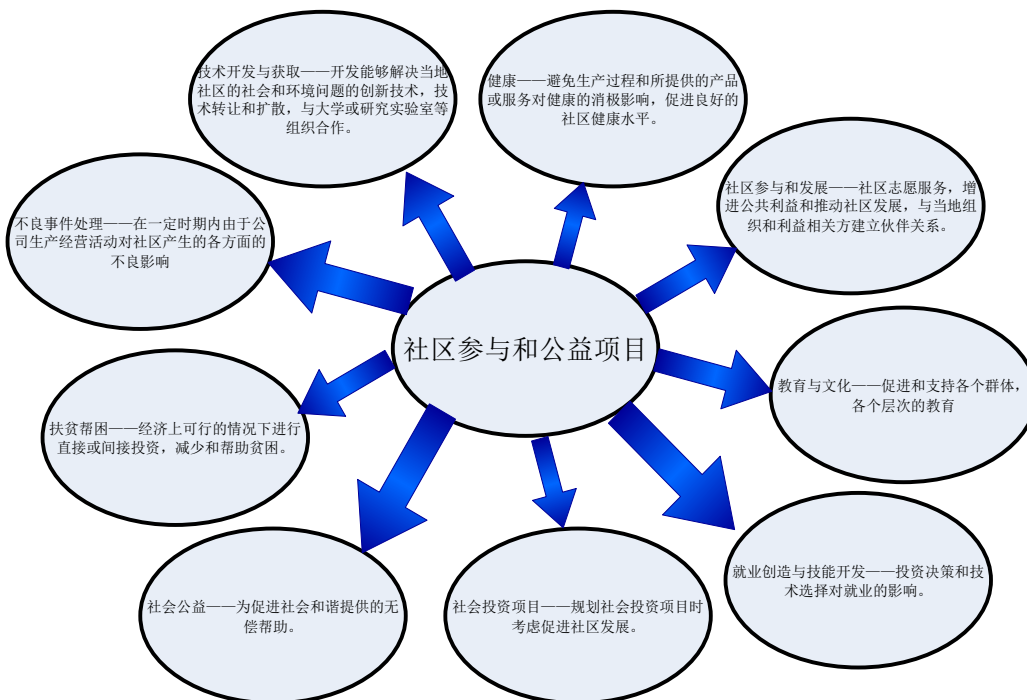 技术开发与获取——开发能够解决当地
社区的社会和环境问题的创新技术，技
术转让和扩散，与大学或研究实验室等
组织合作。
健康——避免生产过程和所提供的产品
或服务对健康的消极影响，促进良好的
社区健康水平。
不良事件处理——在一定时期内由于公
司生产经营活动对社区产生的各方面的
不良影响
社区参与和发展——社区志愿服务，增
进公共利益和推动社区发展，与当地组
织和利益相关方建立伙伴关系。
社区参与和公益项目
扶贫帮困——经济上可行的情况下进行
直接或间接投资，减少和帮助贫困。
教育与文化——促进和支持各个群体，
各个层次的教育
社会公益——为促进社会和谐提供的无
偿帮助。
社会投资项目——规划社会投资项目时
考虑促进社区发展。
就业创造与技能开发——投资决策和技
术选择对就业的影响。